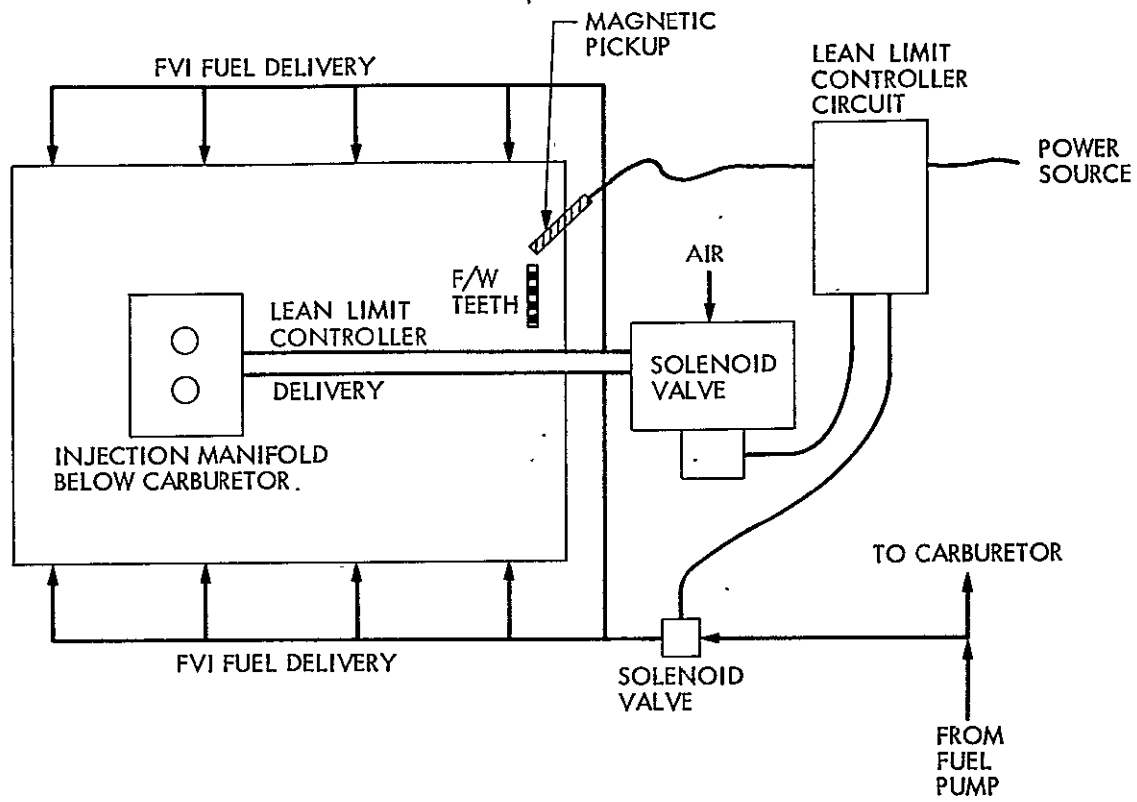 MAGNETIC
PICKUP
FVI FUEL DELIVERY
LEAN LIMIT
CONTROLLER
CIRCUIT
POWER
SOURCE
AIR
F/W
TEETH
LEAN LIMIT
CONTROLLER
DELIVERY
SOLENOID
VALVE
INJECTION MANIFOLD
BELOW CARBURETOR.
TO CARBURETOR
FVI FUEL DELIVERY
SOLENOID
VALVE
FROM
FUEL
PUMP